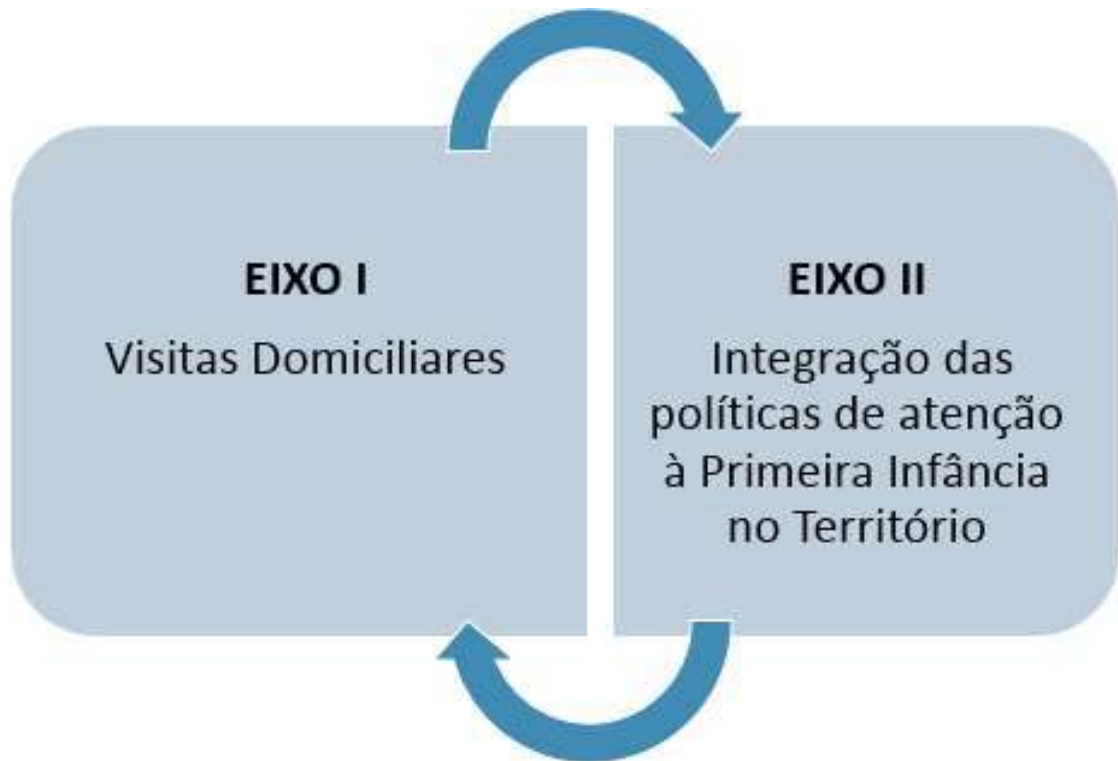 EIXO I
Visitas Domiciliares
EIXO II
Integração das
políticas de atenção
à Primeira Infância
no Território